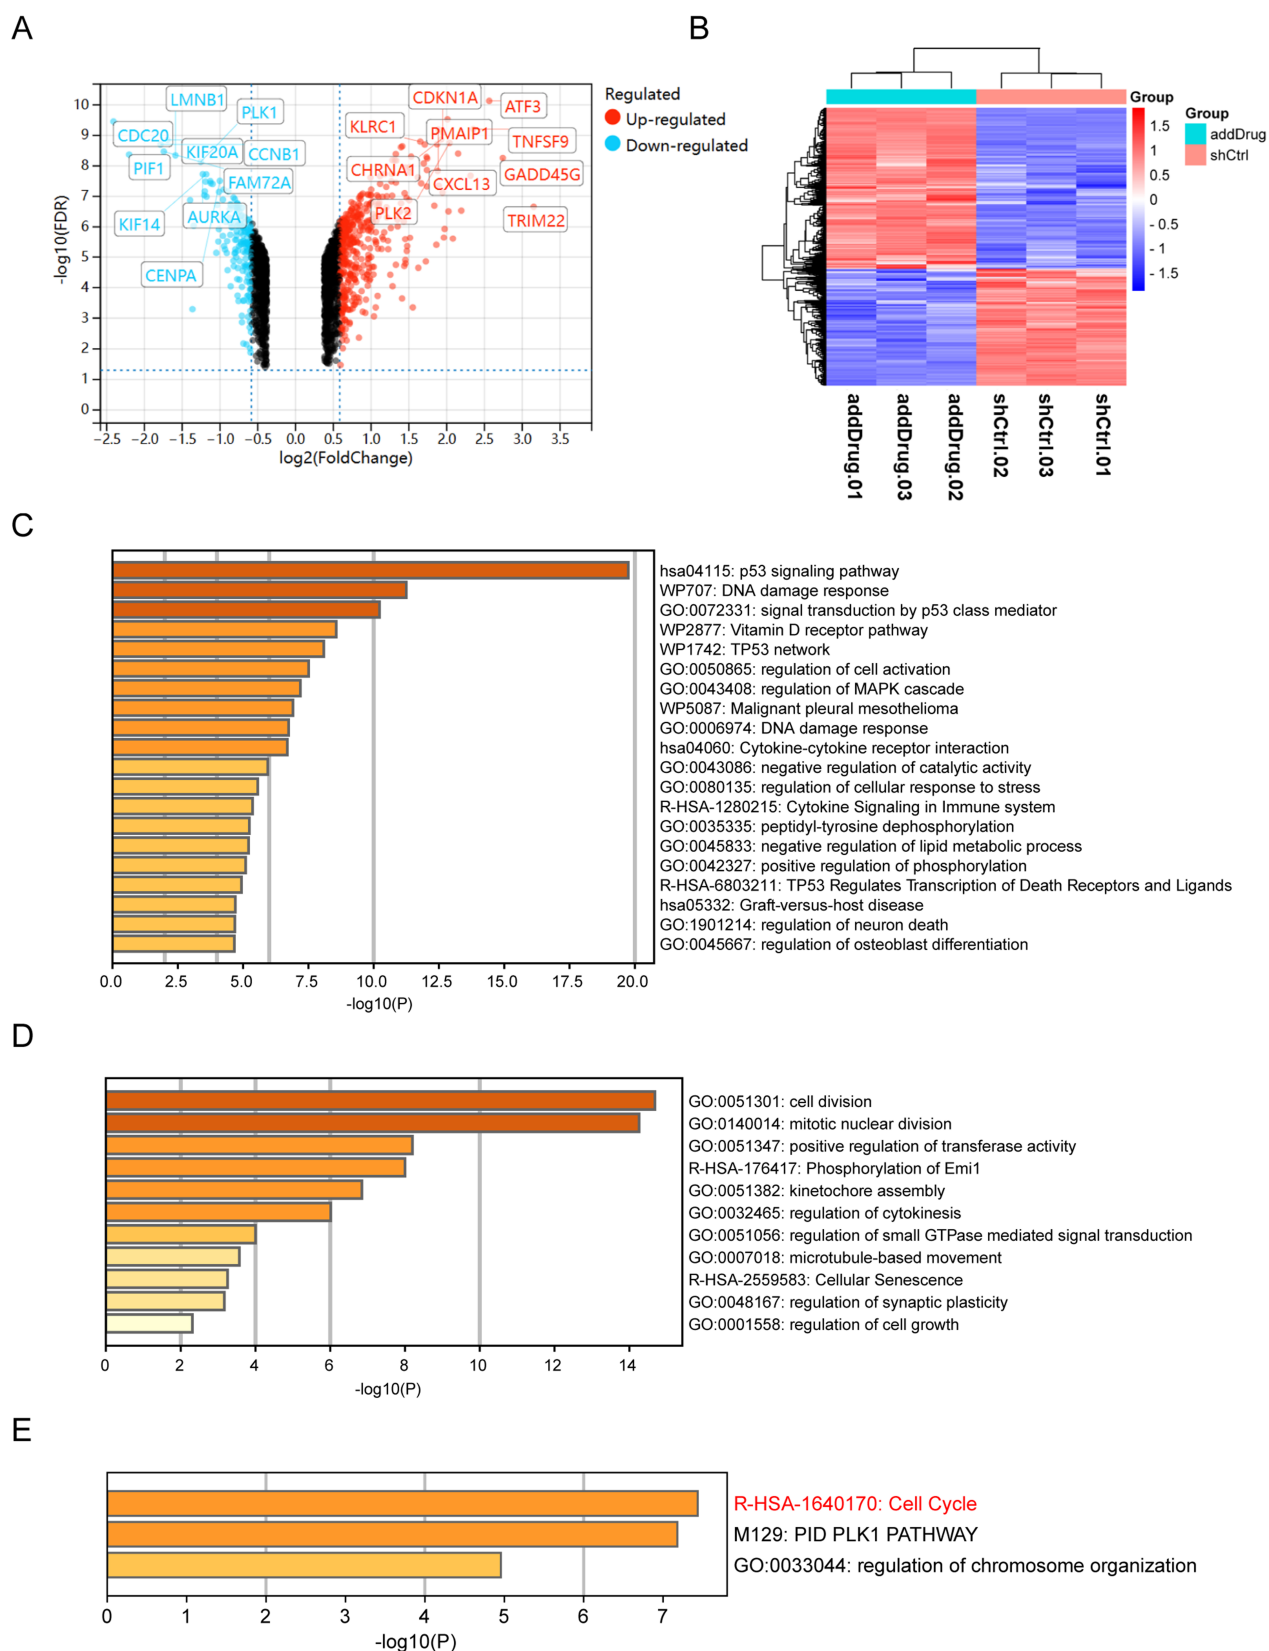 A
B
-log10(FDR)
10
9
8
7
6
5
4
3
2
1
0
LMNB1
PLK1
CDC20
KIF20A
CCNB1
PIF1
FAM72A
KIF14
AURKA
CENPA
CDKN1A
ATF3
KLRC1
PMAIP1
TNFSF9
CHRNA1
GADD45G
CXCL13
PLK2
TRIM22
−2.5 −2.0 −1.5 −1.0 −0.5 0.0 0.5 1.0 1.5 2.0 2.5 3.0 3.5
log2(FoldChange)
Regulated
Up-regulated
Down-regulated
Group
1.5
1
0.5
0
- 0.5
- 1
- 1.5
Group
addDrug
shCtrl
addDrug.01
addDrug.03
addDrug.02
shCtrl.02
shCtrl.03
shCtrl.01
C
hsa04115: p53 signaling pathway
WP707: DNA damage response
GO:0072331: signal transduction by p53 class mediator
WP2877: Vitamin D receptor pathway
WP1742: TP53 network
GO:0050865: regulation of cell activation
GO:0043408: regulation of MAPK cascade
WP5087: Malignant pleural mesothelioma
GO:0006974: DNA damage response
hsa04060: Cytokine-cytokine receptor interaction
GO:0043086: negative regulation of catalytic activity
GO:0080135: regulation of cellular response to stress
R-HSA-1280215: Cytokine Signaling in Immune system
GO:0035335: peptidyl-tyrosine dephosphorylation
GO:0045833: negative regulation of lipid metabolic process
GO:0042327: positive regulation of phosphorylation
R-HSA-6803211: TP53 Regulates Transcription of Death Receptors and Ligands
hsa05332: Graft-versus-host disease
GO:1901214: regulation of neuron death
GO:0045667: regulation of osteoblast differentiation
0.0 2.5 5.0 7.5 10.0 12.5 15.0 17.5 20.0
-log10(P)
D
GO:0051301: cell division
GO:0140014: mitotic nuclear division
GO:0051347: positive regulation of transferase activity
R-HSA-176417: Phosphorylation of Emi1
GO:0051382: kinetochore assembly
GO:0032465: regulation of cytokinesis
GO:0051056: regulation of small GTPase mediated signal transduction
GO:0007018: microtubule-based movement
R-HSA-2559583: Cellular Senescence
GO:0048167: regulation of synaptic plasticity
GO:0001558: regulation of cell growth
0 2 4 6 8 10 12 14
-log10(P)
E
R-HSA-1640170: Cell Cycle
M129: PID PLK1 PATHWAY
GO:0033044: regulation of chromosome organization
0 1 2 3 4 5 6 7
-log10(P)